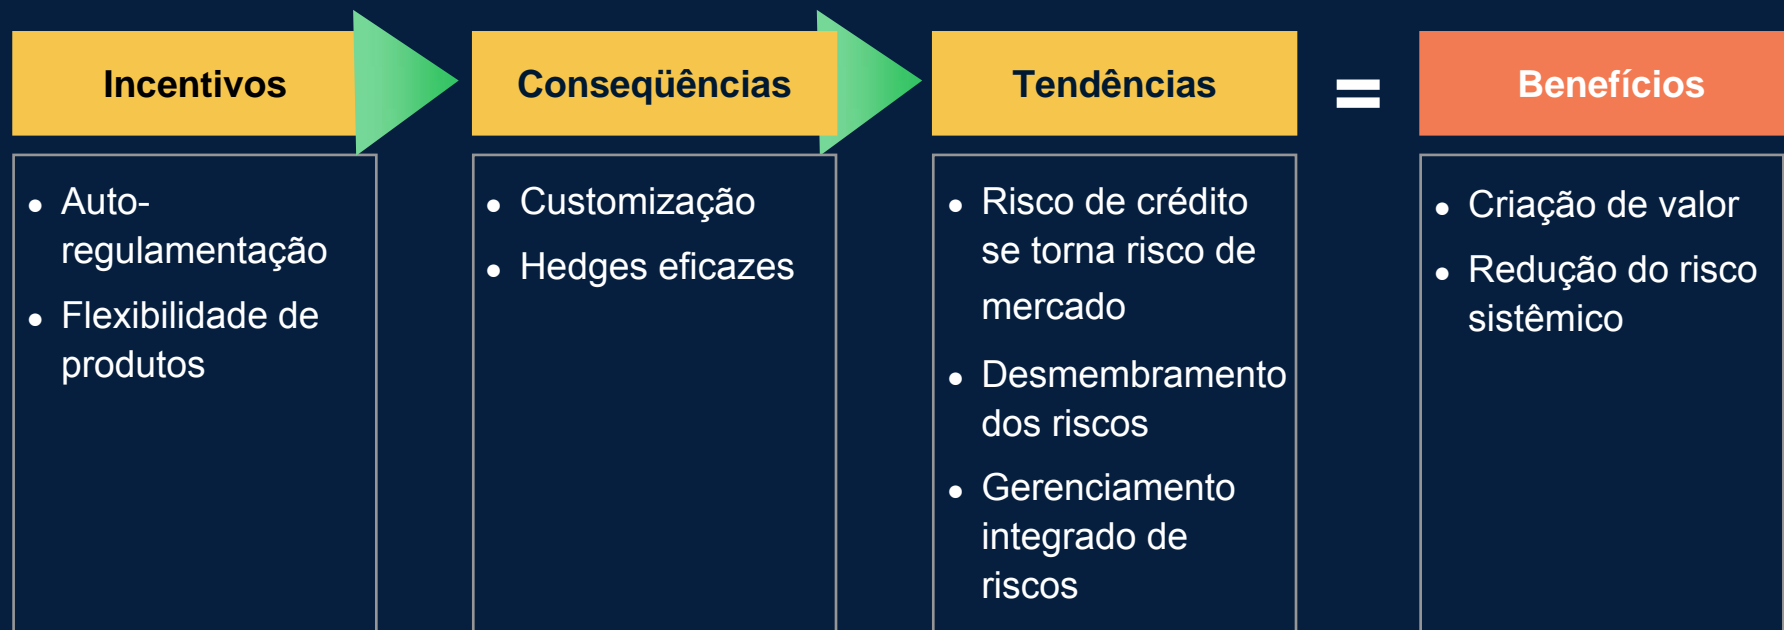 Incentivos
Conseqüências
Tendências
=
Benefícios
• Auto-
regulamentação
• Flexibilidade de
produtos
• Customização
• Hedges eficazes
• Risco de crédito
se torna risco de
mercado
• Desmembramento
dos riscos
• Gerenciamento
integrado de
riscos
• Criação de valor
• Redução do risco
sistêmico